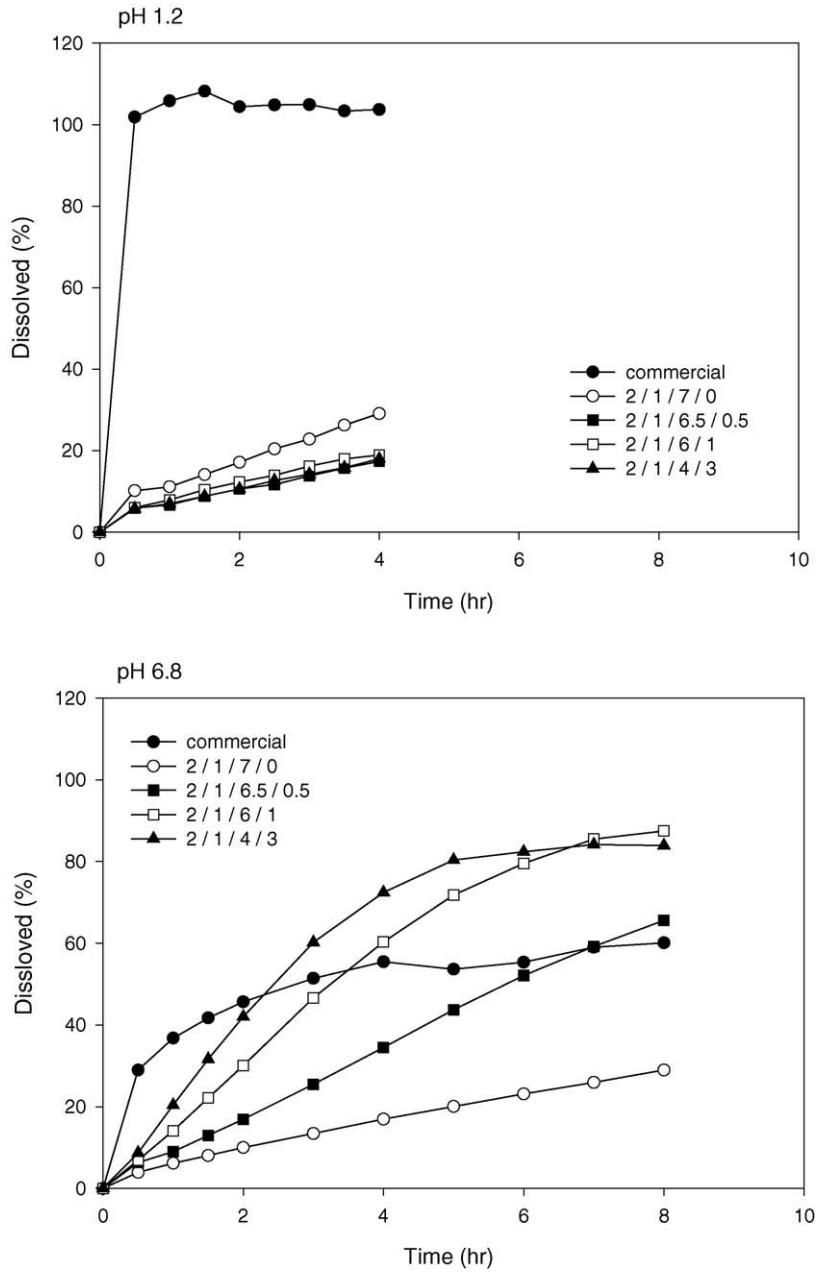 pH 1.2
120
100
80
60
40
20
0
Dissolved (%)
commercial
2 / 1 / 7 / 0
2 / 1 / 6.5 / 0.5
2 / 1 / 6 / 1
2 / 1 / 4 / 3
0 2 4 6 8 10
Time (hr)
pH 6.8
120
100
80
60
40
20
0
Dissloved (%)
commercial
2 / 1 / 7 / 0
2 / 1 / 6.5 / 0.5
2 / 1 / 6 / 1
2 / 1 / 4 / 3
0 2 4 6 8 10
Time (hr)